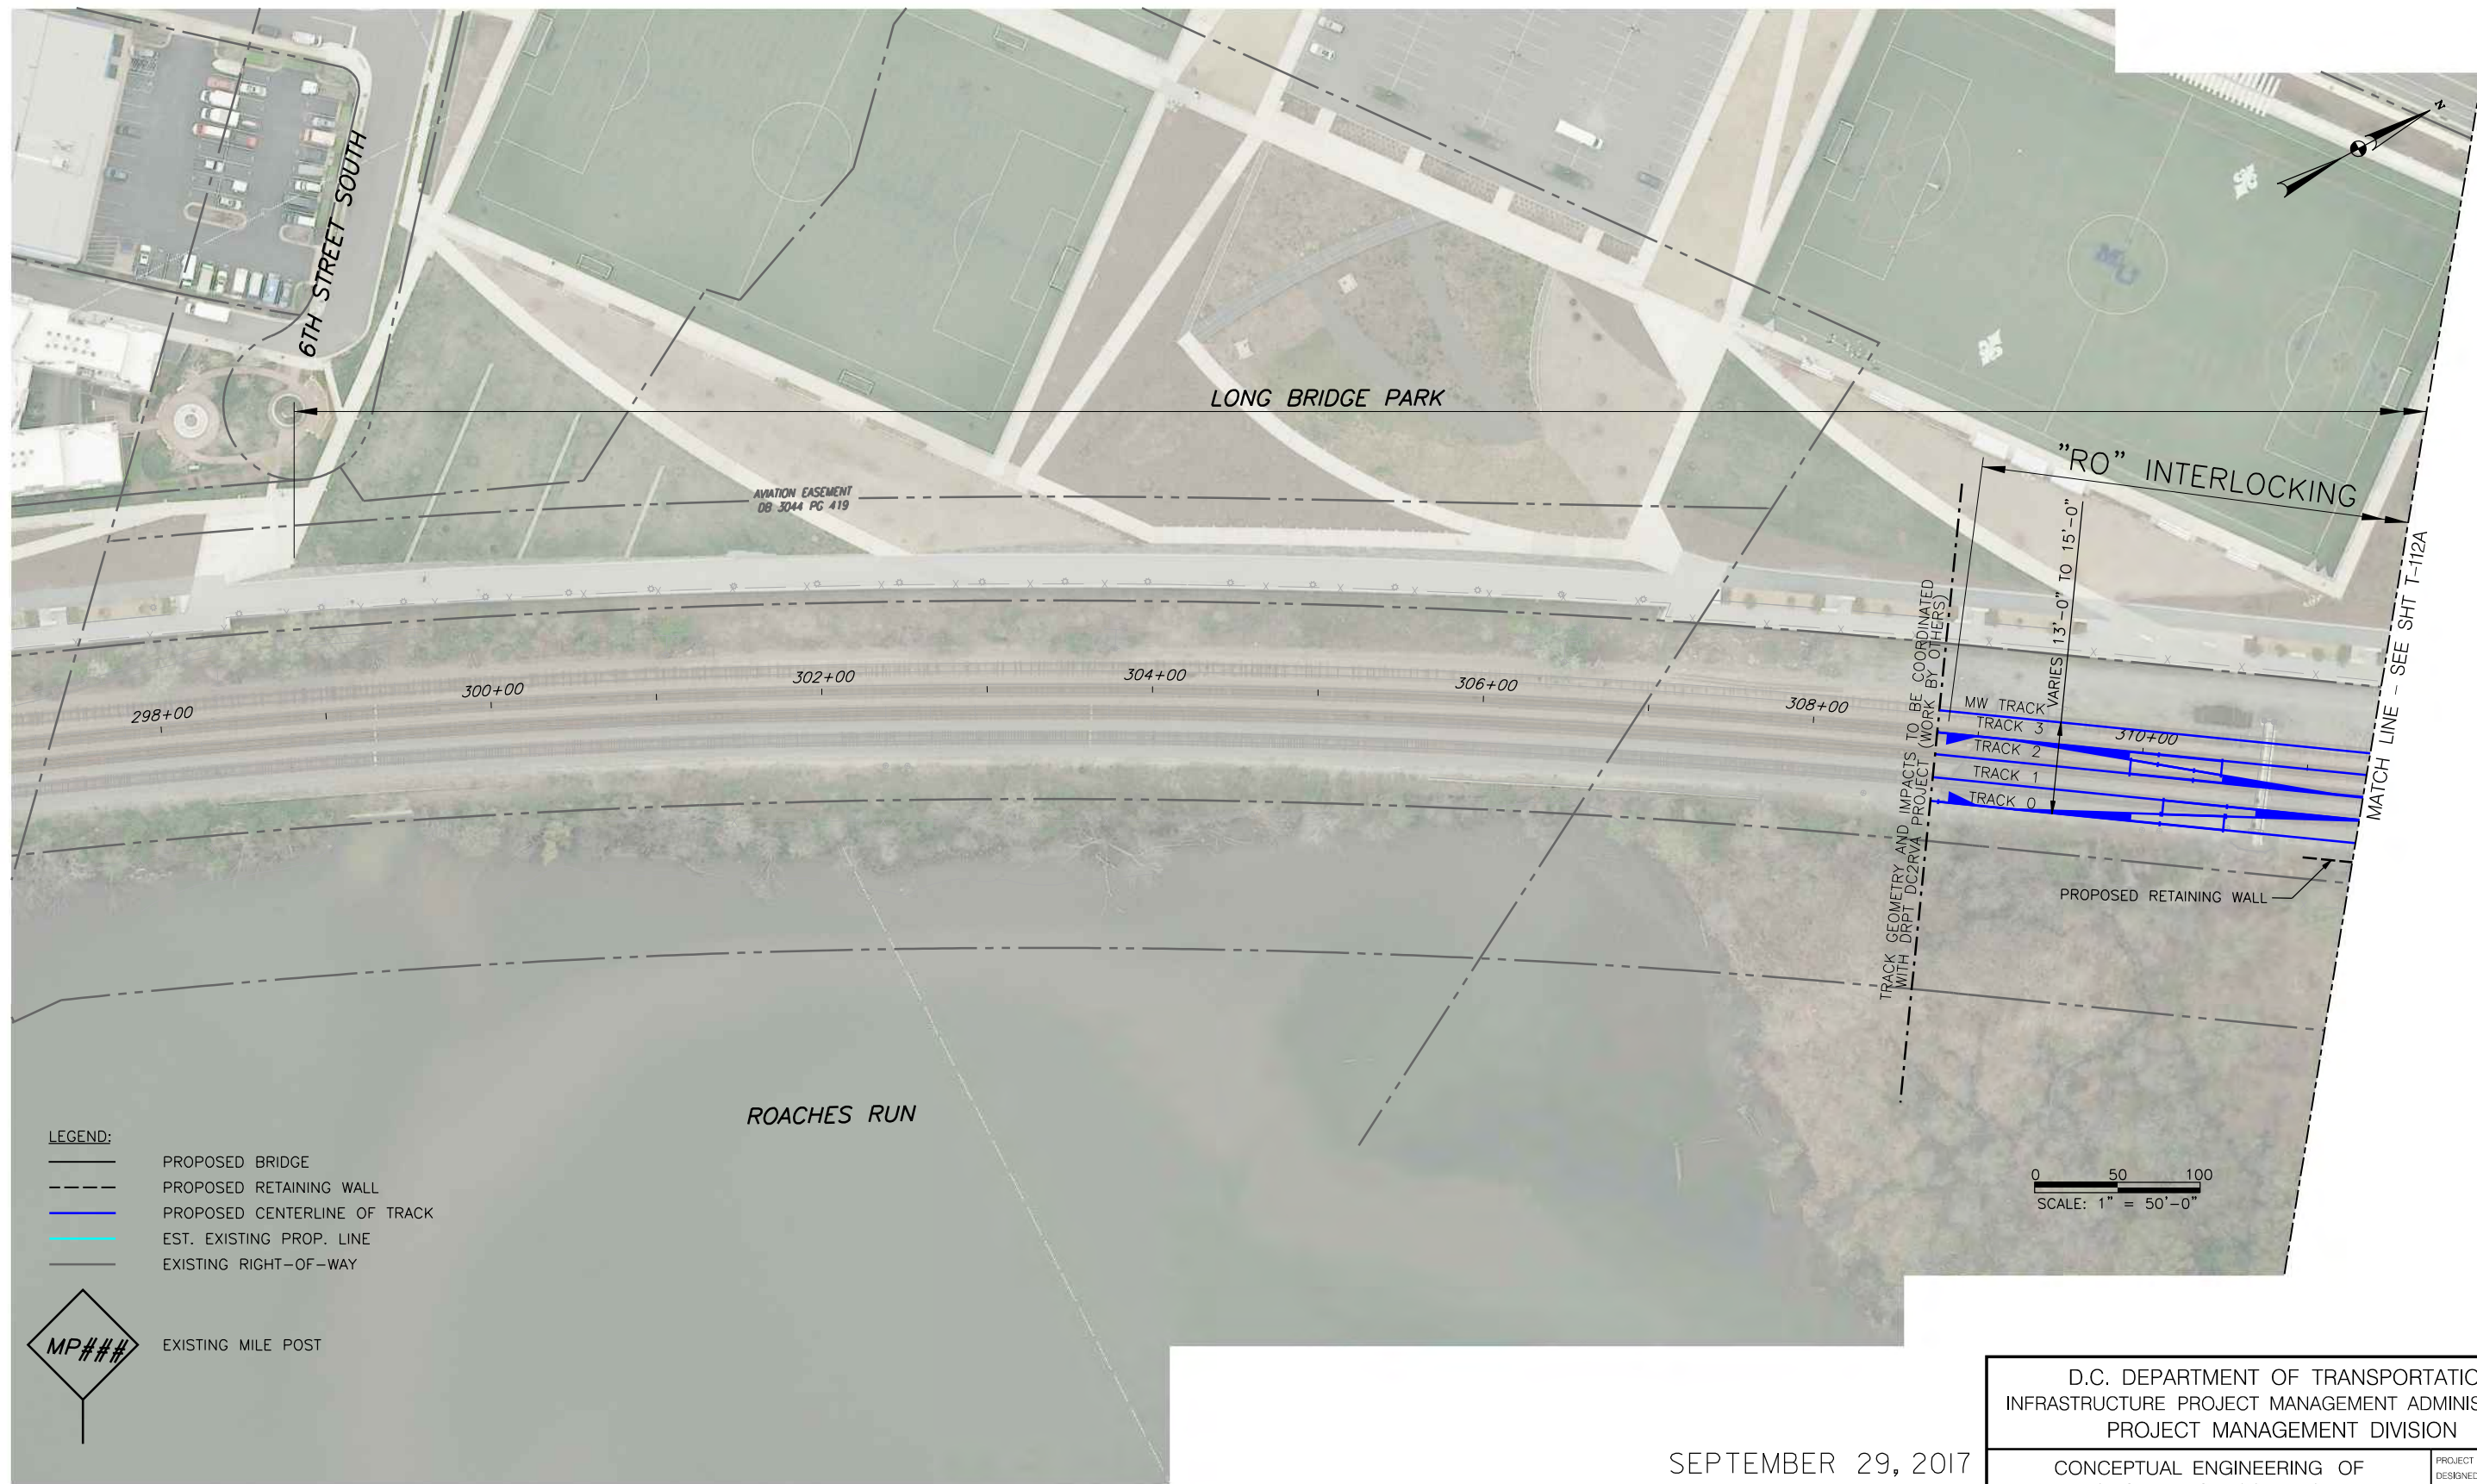 6TH STREET SOUTH
N
MU
LONG BRIDGE PARK
"RO" INTERLOCKING
AVIATION EASEMENT
DB 3044 PG 419
VARIES 13'-0" TO 15'-0"
TRACK GEOMETRY AND IMPACTS TO BE COORDINATED
WITH DRPT DC2RVA PROJECT (WORK BY OTHERS)
MATCH LINE - SEE SHT T-112A
298+00
300+00
302+00
304+00
306+00
308+00
310+00
MW TRACK
TRACK 3
TRACK 2
TRACK 1
TRACK 0
PROPOSED RETAINING WALL
ROACHES RUN
0 50 100
SCALE: 1" = 50'-0"
LEGEND:
PROPOSED BRIDGE
PROPOSED RETAINING WALL
PROPOSED CENTERLINE OF TRACK
EST. EXISTING PROP. LINE
EXISTING RIGHT-OF-WAY
MP###
EXISTING MILE POST
SEPTEMBER 29, 2017
D.C. DEPARTMENT OF TRANSPORTATIO
INFRASTRUCTURE PROJECT MANAGEMENT ADMINIS
PROJECT MANAGEMENT DIVISION
CONCEPTUAL ENGINEERING OF
PROJECT
DESIGNED